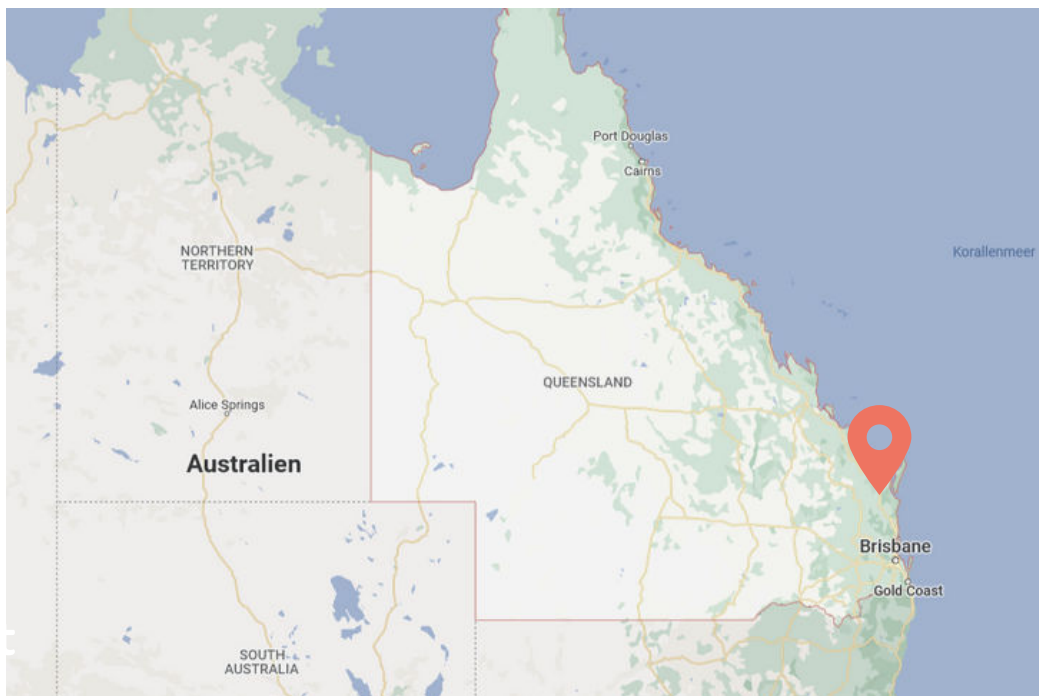 Port Douglas
Cairns
Korallenmeer
NORTHERN
TERRITORY
QUEENSLAND
Alice Springs
Australien
Brisbane
Gold Coast
t
SOUTH
AUSTRALIA